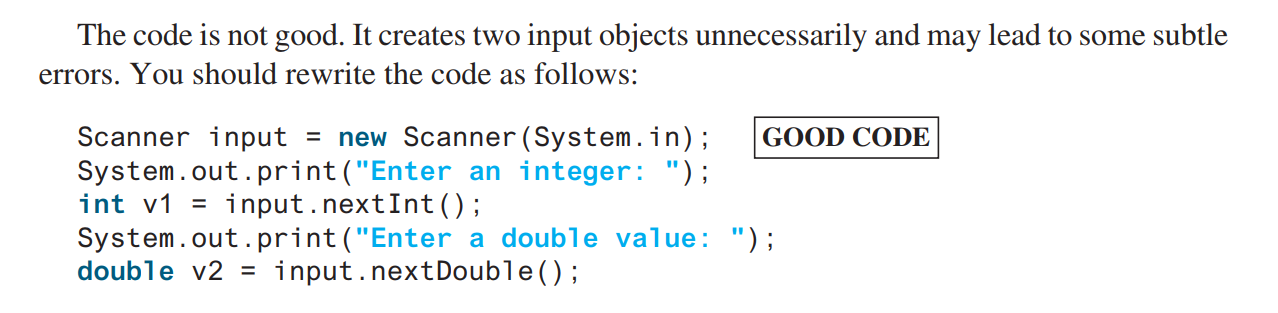 The code is not good. It creates two input objects unnecessarily and may lead to some subtle
errors. You should rewrite the code as follows:
Scanner input = new Scanner(System.in); GOOD CODE
System.out.print("Enter an integer: ");
int v1 = input.nextInt();
System.out.print("Enter a double value: ");
double v2 = input.nextDouble();